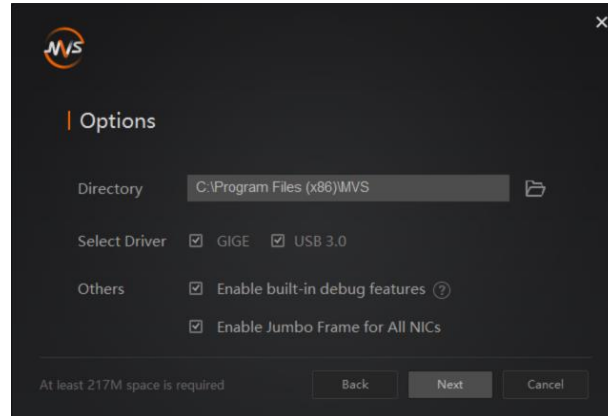 MVS
Options
Directory C:\Program Files (x86)\MVS
Select Driver GIGE USB 3.0
Others Enable built-in debug features ?
Enable Jumbo Frame for All NICs
At least 217M space is required Back Next Cancel